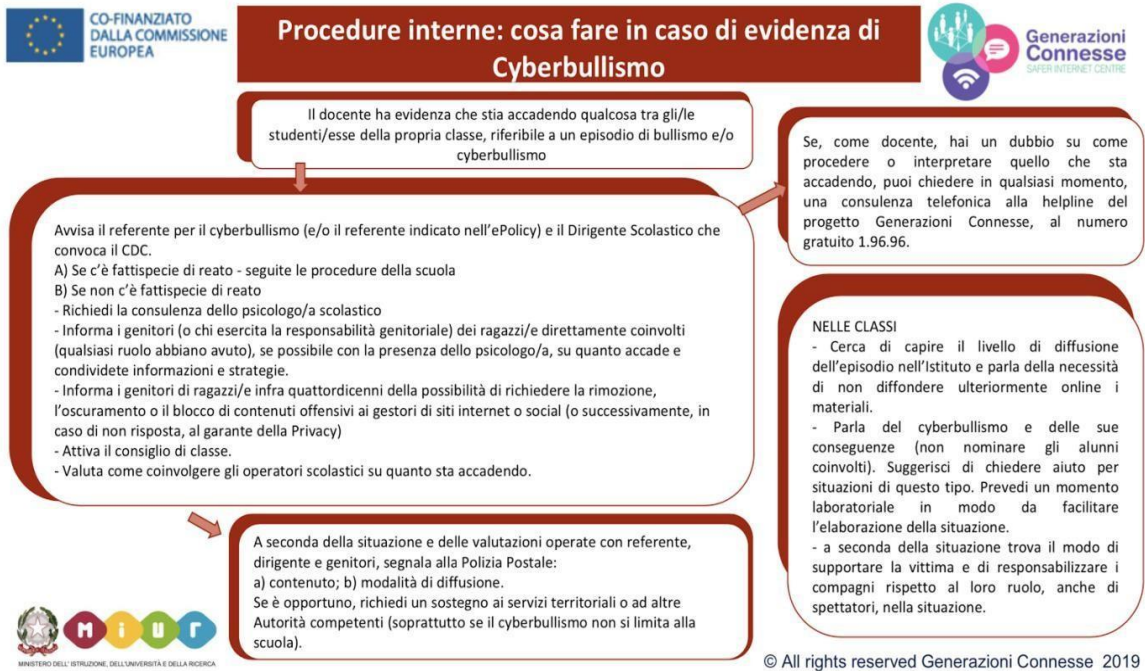 CO-FINANZIATO
DALLA COMMISSIONE
EUROPEA
Procedure interne: cosa fare in caso di evidenza di
Cyberbullismo
Generazioni
Connesse
SAFER INTERNET CENTRE
Il docente ha evidenza che stia accadendo qualcosa tra gli/le
studenti/esse della propria classe, riferibile a un episodio di bullismo e/o
cyberbullismo
Se, come docente, hai un dubbio su come
procedere o interpretare quello che sta
accadendo, puoi chiedere in qualsiasi momento,
una consulenza telefonica alla helpline del
progetto Generazioni Connesse, al numero
gratuito 1.96.96.
Avvisa il referente per il cyberbullismo (e/o il referente indicato nell'ePolicy) e il Dirigente Scolastico che
convoca il CDC.
A) Se c'è fattispecie di reato - seguite le procedure della scuola
B) Se non c'è fattispecie di reato
- Richiedi la consulenza dello psicologo/a scolastico
- Informa i genitori (o chi esercita la responsabilità genitoriale) dei ragazzi/e direttamente coinvolti
(qualsiasi ruolo abbiano avuto), se possibile con la presenza dello psicologo/a, su quanto accade e
condividete informazioni e strategie.
- Informa i genitori di ragazzi/e infra quattordicenni della possibilità di richiedere la rimozione,
l'oscuramento o il blocco di contenuti offensivi ai gestori di siti internet o social (o successivamente, in
caso di non risposta, al garante della Privacy)
- Attiva il consiglio di classe.
- Valuta come coinvolgere gli operatori scolastici su quanto sta accadendo.
NELLE CLASSI
- Cerca di capire il livello di diffusione
dell'episodio nell'Istituto e parla della necessità
di non diffondere ulteriormente online i
materiali.
- Parla del cyberbullismo e delle sue
conseguenze (non nominare gli alunni
coinvolti). Suggerisci di chiedere aiuto per
situazioni di questo tipo. Prevedi un momento
laboratoriale in modo da facilitare
l'elaborazione della situazione.
- a seconda della situazione trova il modo di
supportare la vittima e di responsabilizzare i
compagni rispetto al loro ruolo, anche di
spettatori, nella situazione.
A seconda della situazione e delle valutazioni operate con referente,
dirigente e genitori, segnala alla Polizia Postale:
a) contenuto; b) modalità di diffusione.
Se è opportuno, richiedi un sostegno ai servizi territoriali o ad altre
Autorità competenti (soprattutto se il cyberbullismo non si limita alla
scuola).
MIUR
MINISTERO DELL' ISTRUZIONE, DELL'UNIVERSITÀ E DELLA RICERCA
© All rights reserved Generazioni Connesse 2019